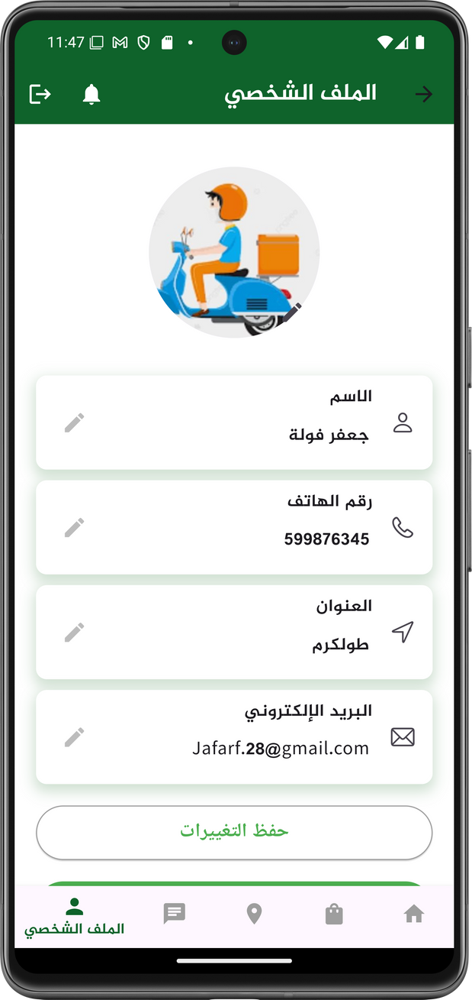 11:47
الملف الشخصي
الاسم
جعفر فولة
رقم الهاتف
599876345
العنوان
طولكرم
البريد الإلكتروني
Jafarf.28@gmail.com
حفظ التغييرات
الملف الشخصي